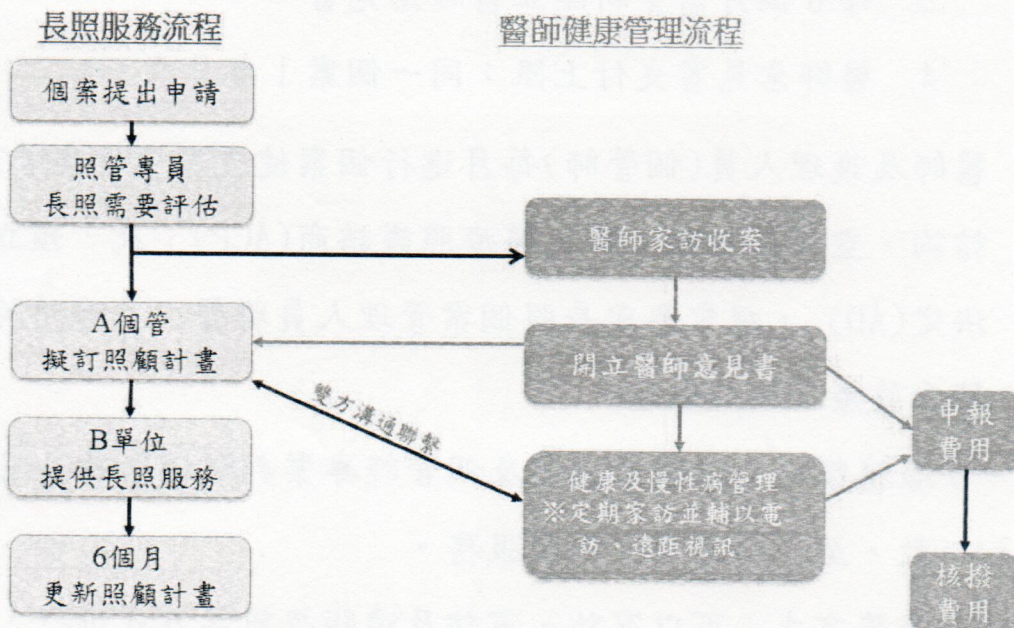 長照服務流程
醫師健康管理流程
個案提出申請
照管專員
長照需要評估
醫師家訪收案
A個管
擬訂照顧計畫
開立醫師意見書
雙方溝通聯繫
申報
費用
B單位
提供長照服務
健康及慢性病管理
※定期家訪並輔以電
訪、遠距視訊
6個月
更新照顧計畫
核撥
費用